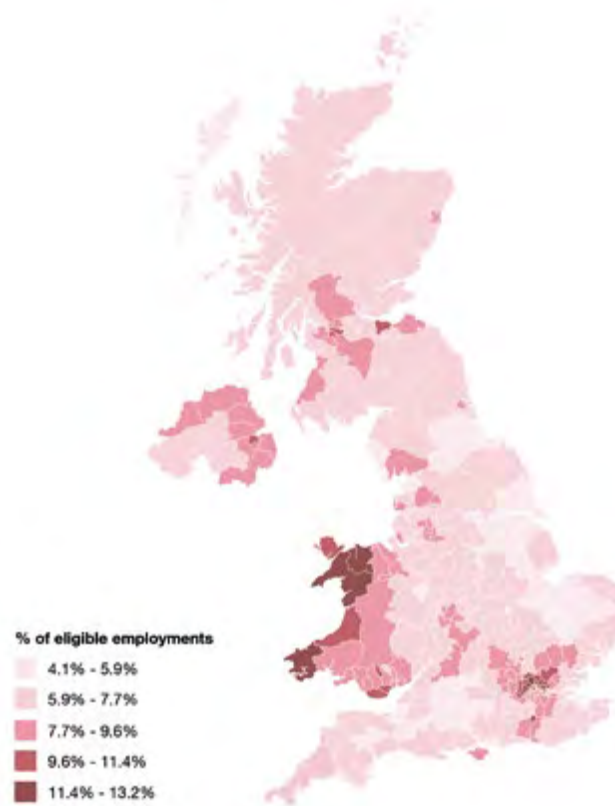 % of eligible employments
4.1% - 5.9%
5.9% - 7.7%
7.7% - 9.6%
9.6% - 11.4%
11.4% - 13.2%